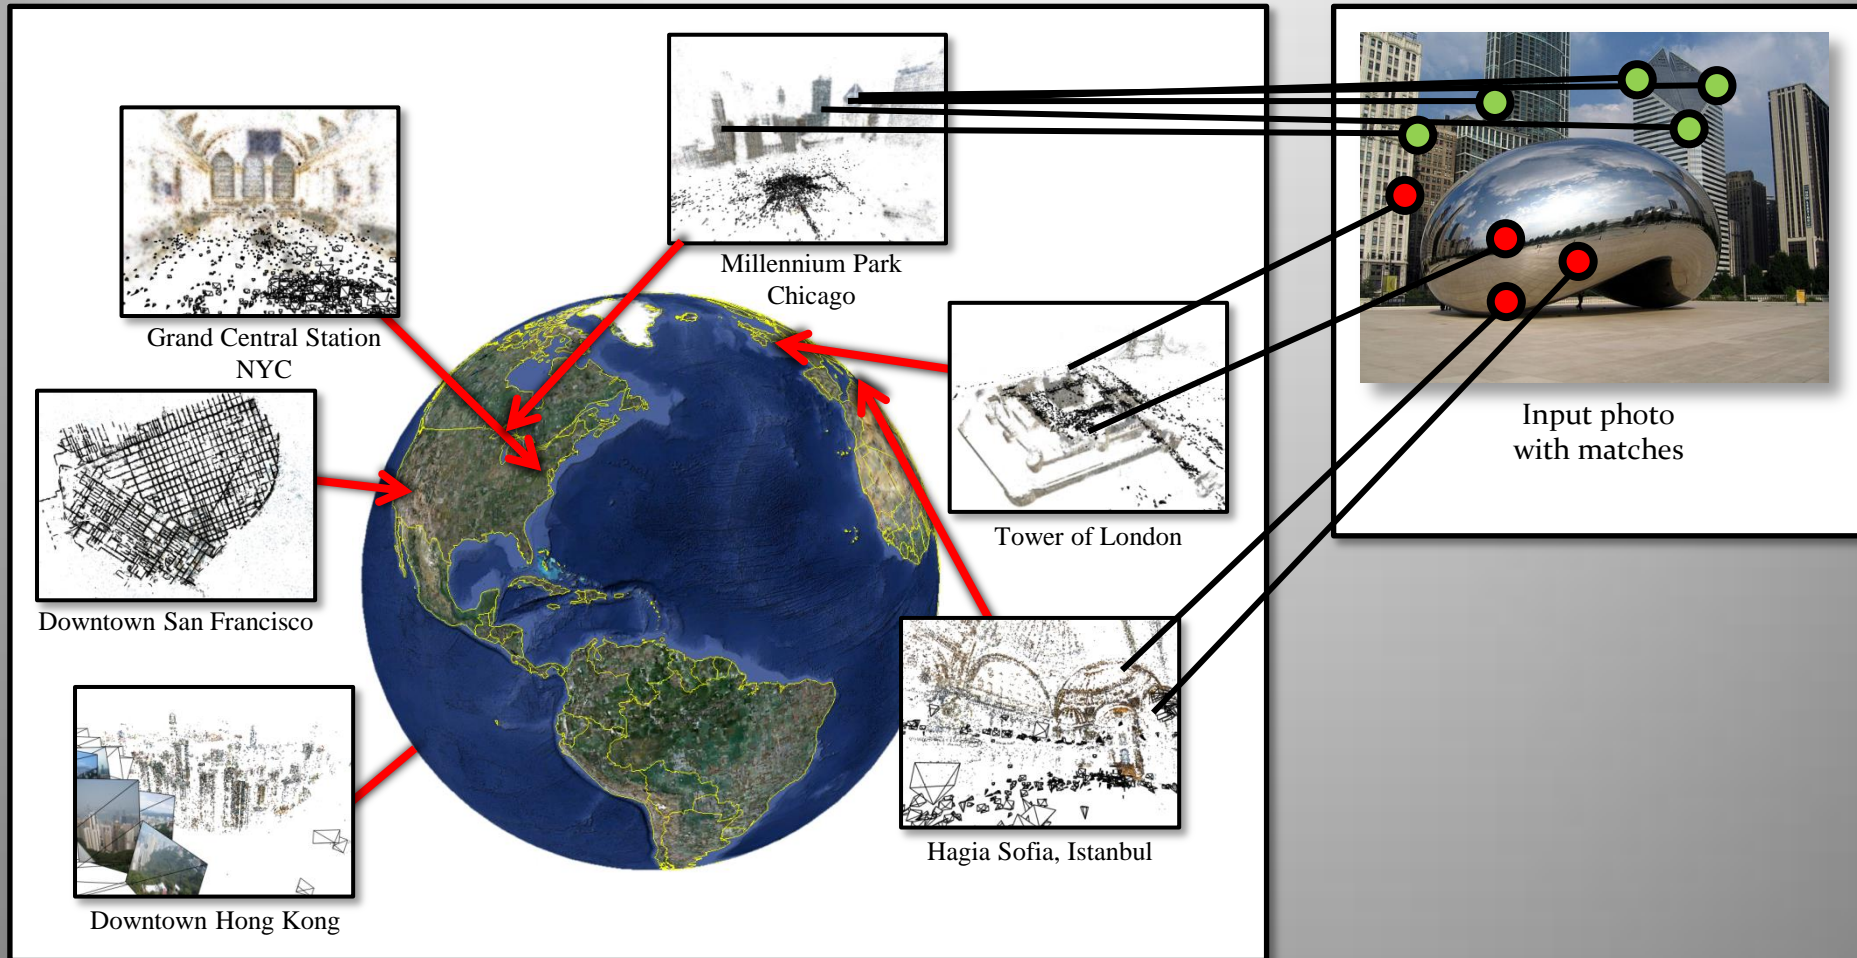 Millennium Park
Chicago
Grand Central Station
NYC
Input photo
with matches
Tower of London
Downtown San Francisco
Hagia Sofia, Istanbul
Downtown Hong Kong